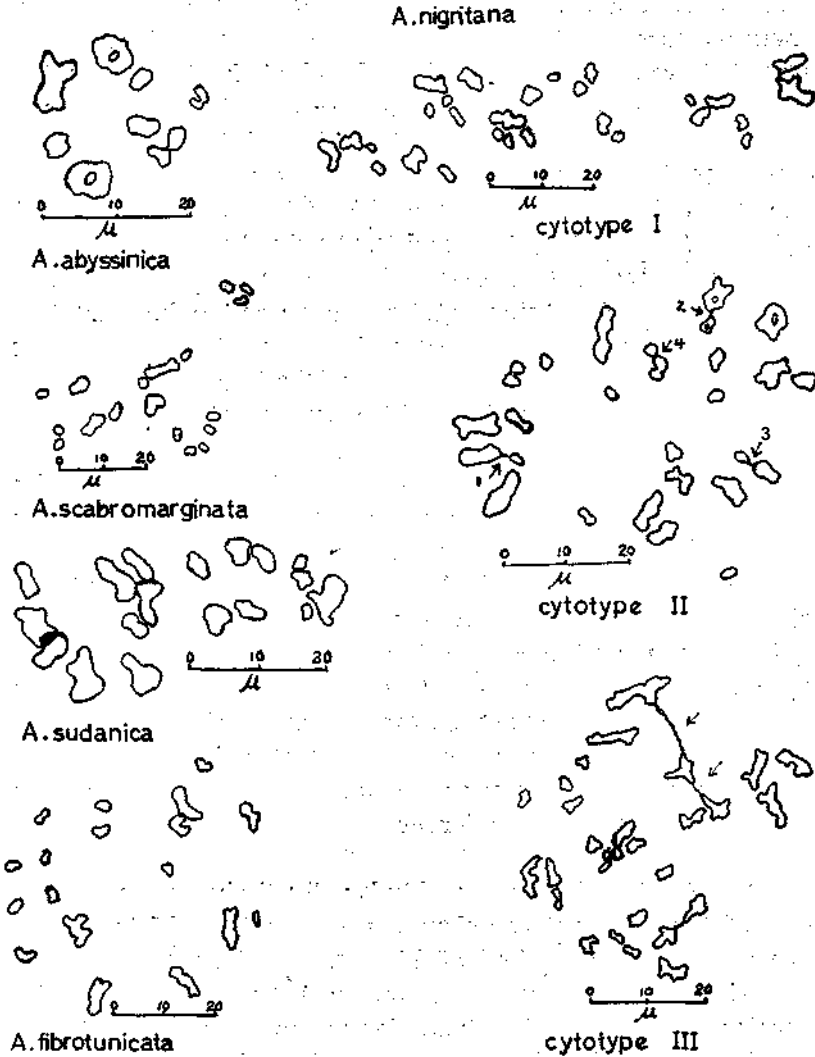 A.nigritana
0 10 20
μ
A.abyssinica
0 10 20
μ
cytotype I
0 10 20
μ
A.scabromarginata
1
2
3
4
0 10 20
μ
cytotype II
0 10 20
μ
A.sudanica
0 10 20
A.fibrotunicata
0 10 20
μ
cytotype III